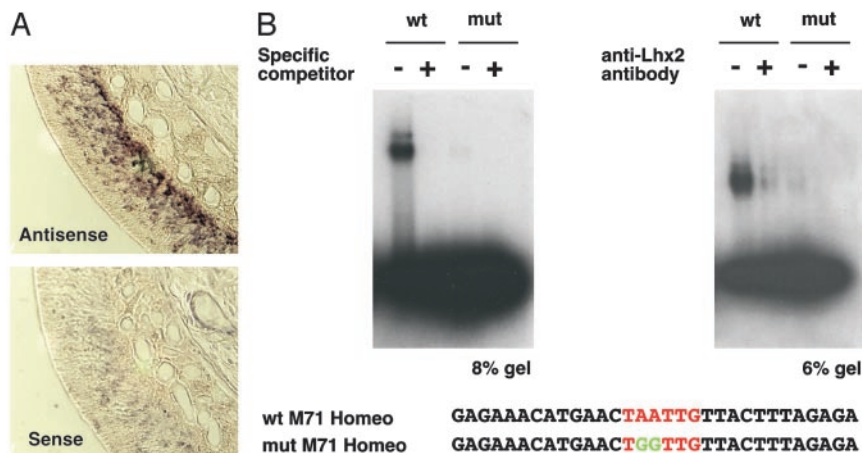 A
Antisense
Sense
B
wt mut
Specific competitor - + - +
8% gel
wt mut
anti-Lhx2 antibody - + - +
6% gel
wt M71 Homeo GAGAAACATGAACTAATTGTTACTTTAGAGA
mut M71 Homeo GAGAAACATGAACTGGTTGTTACTTTAGAGA